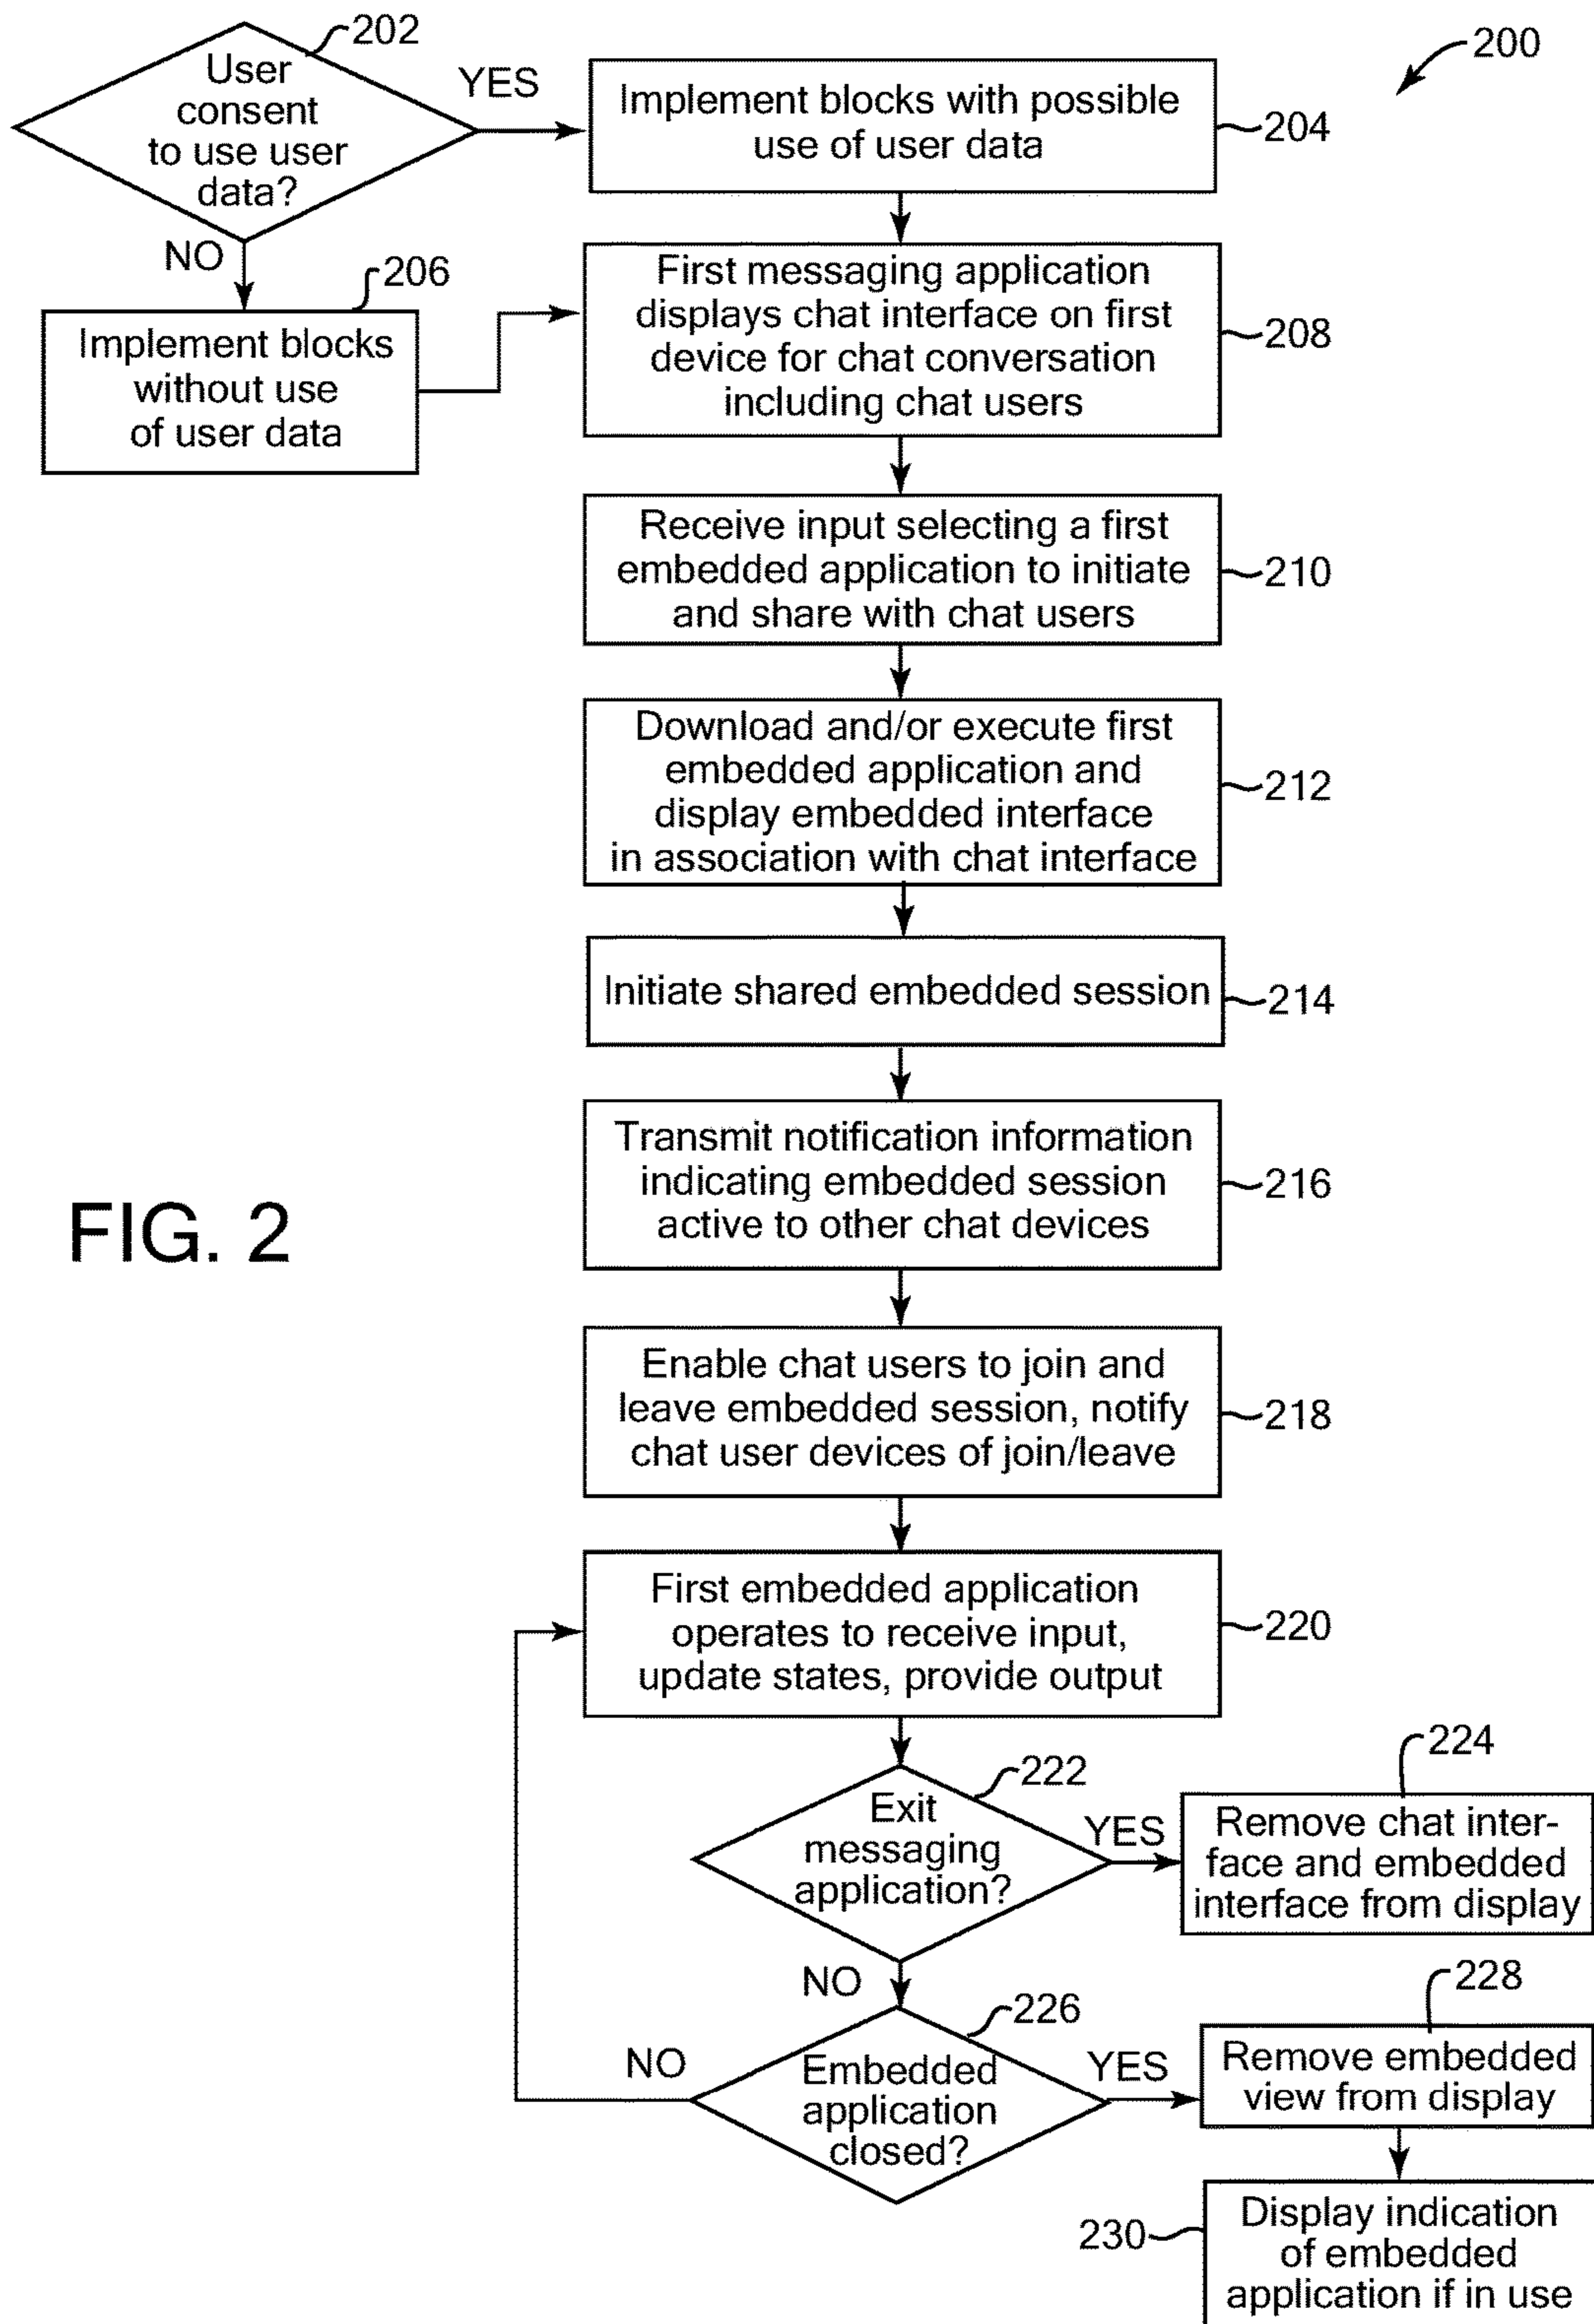 202
User
consent
to use user
data?
YES
NO
200
Implement blocks with possible
use of user data
204
206
Implement blocks
without use
of user data
First messaging application
displays chat interface on first
device for chat conversation
including chat users
208
Receive input selecting a first
embedded application to initiate
and share with chat users
210
Download and/or execute first
embedded application and
display embedded interface
in association with chat interface
212
Initiate shared embedded session
214
Transmit notification information
indicating embedded session
active to other chat devices
216
FIG. 2
Enable chat users to join and
leave embedded session, notify
chat user devices of join/leave
218
First embedded application
operates to receive input,
update states, provide output
220
222
Exit
messaging
application?
YES
NO
224
Remove chat inter-
face and embedded
interface from display
226
Embedded
application
closed?
NO
YES
228
Remove embedded
view from display
230
Display indication
of embedded
application if in use